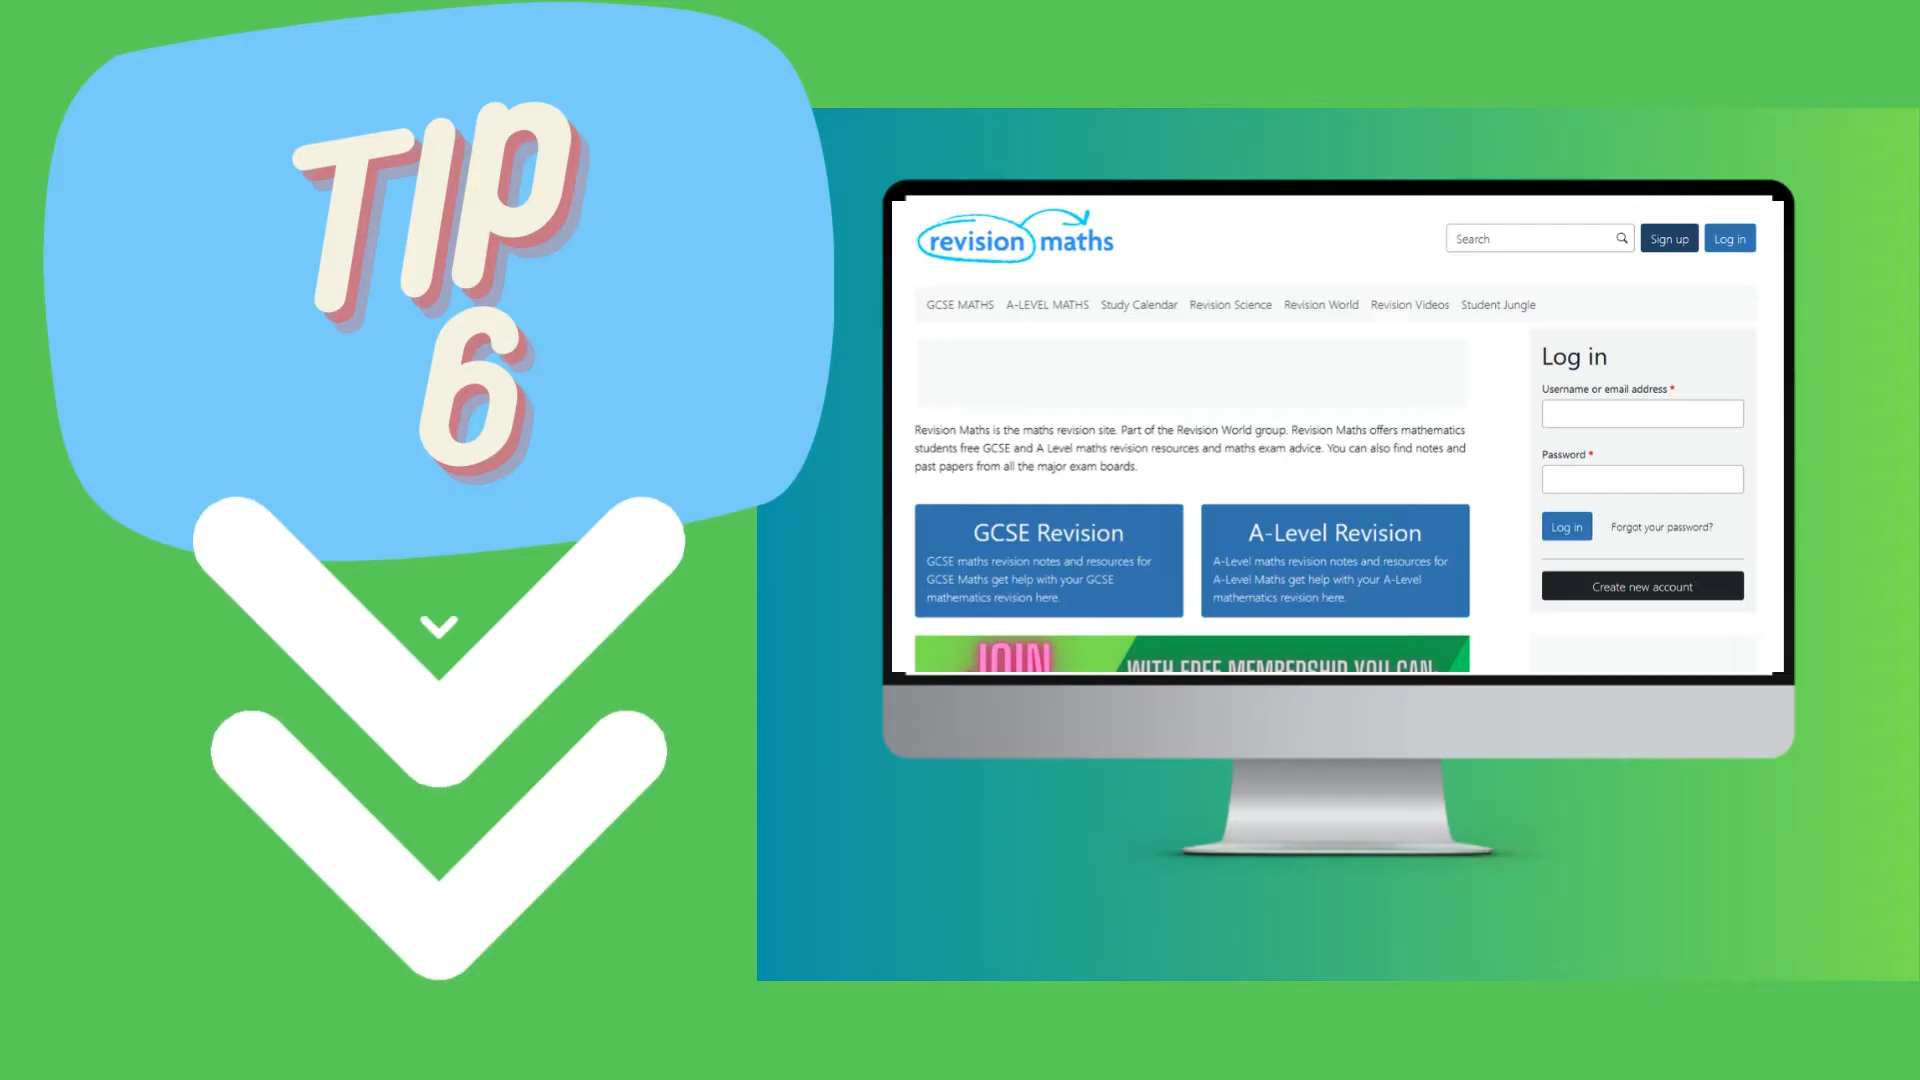 TIP
6
revision maths
Search
Sign up
Log in
GCSE MATHS A-LEVEL MATHS Study Calendar Revision Science Revision World Revision Videos Student Jungle
Revision Maths is the maths revision site. Part of the Revision World group. Revision Maths offers mathematics
students free GCSE and A Level maths revision resources and maths exam advice. You can also find notes and
past papers from all the major exam boards.
GCSE Revision
GCSE maths revision notes and resources for
GCSE Maths get help with your GCSE
mathematics revision here.
A-Level Revision
A-Level maths revision notes and resources for
A-Level Maths get help with your A-Level
mathematics revision here.
JOIN
WITH FREE MEMBERSHIP YOU CAN
Log in
Username or email address *
Password *
Log in
Forgot your password?
Create new account